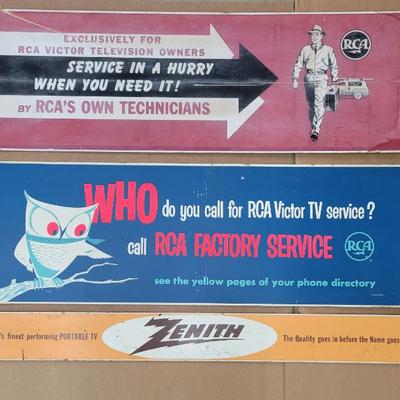 EXCLUSIVELY FOR
RCA VICTOR TELEVISION OWNERS
SERVICE IN A HURRY
WHEN YOU NEED IT!
BY RCA'S OWN TECHNICIANS
RCA
WHO do you call for RCA Victor TV service?
call RCA FACTORY SERVICE
RCA
see the yellow pages of your phone directory
's finest performing PORTABLE TV
ZENITH
The Quality goes in before the Name goes